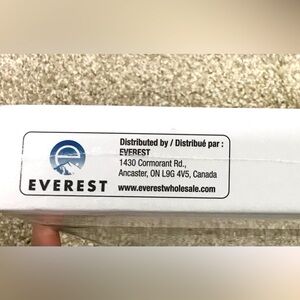 e
EVEREST
Distributed by / Distribué par :
EVEREST
1430 Cormorant Rd.,
Ancaster, ON L9G 4V5, Canada
www.everestwholesale.com